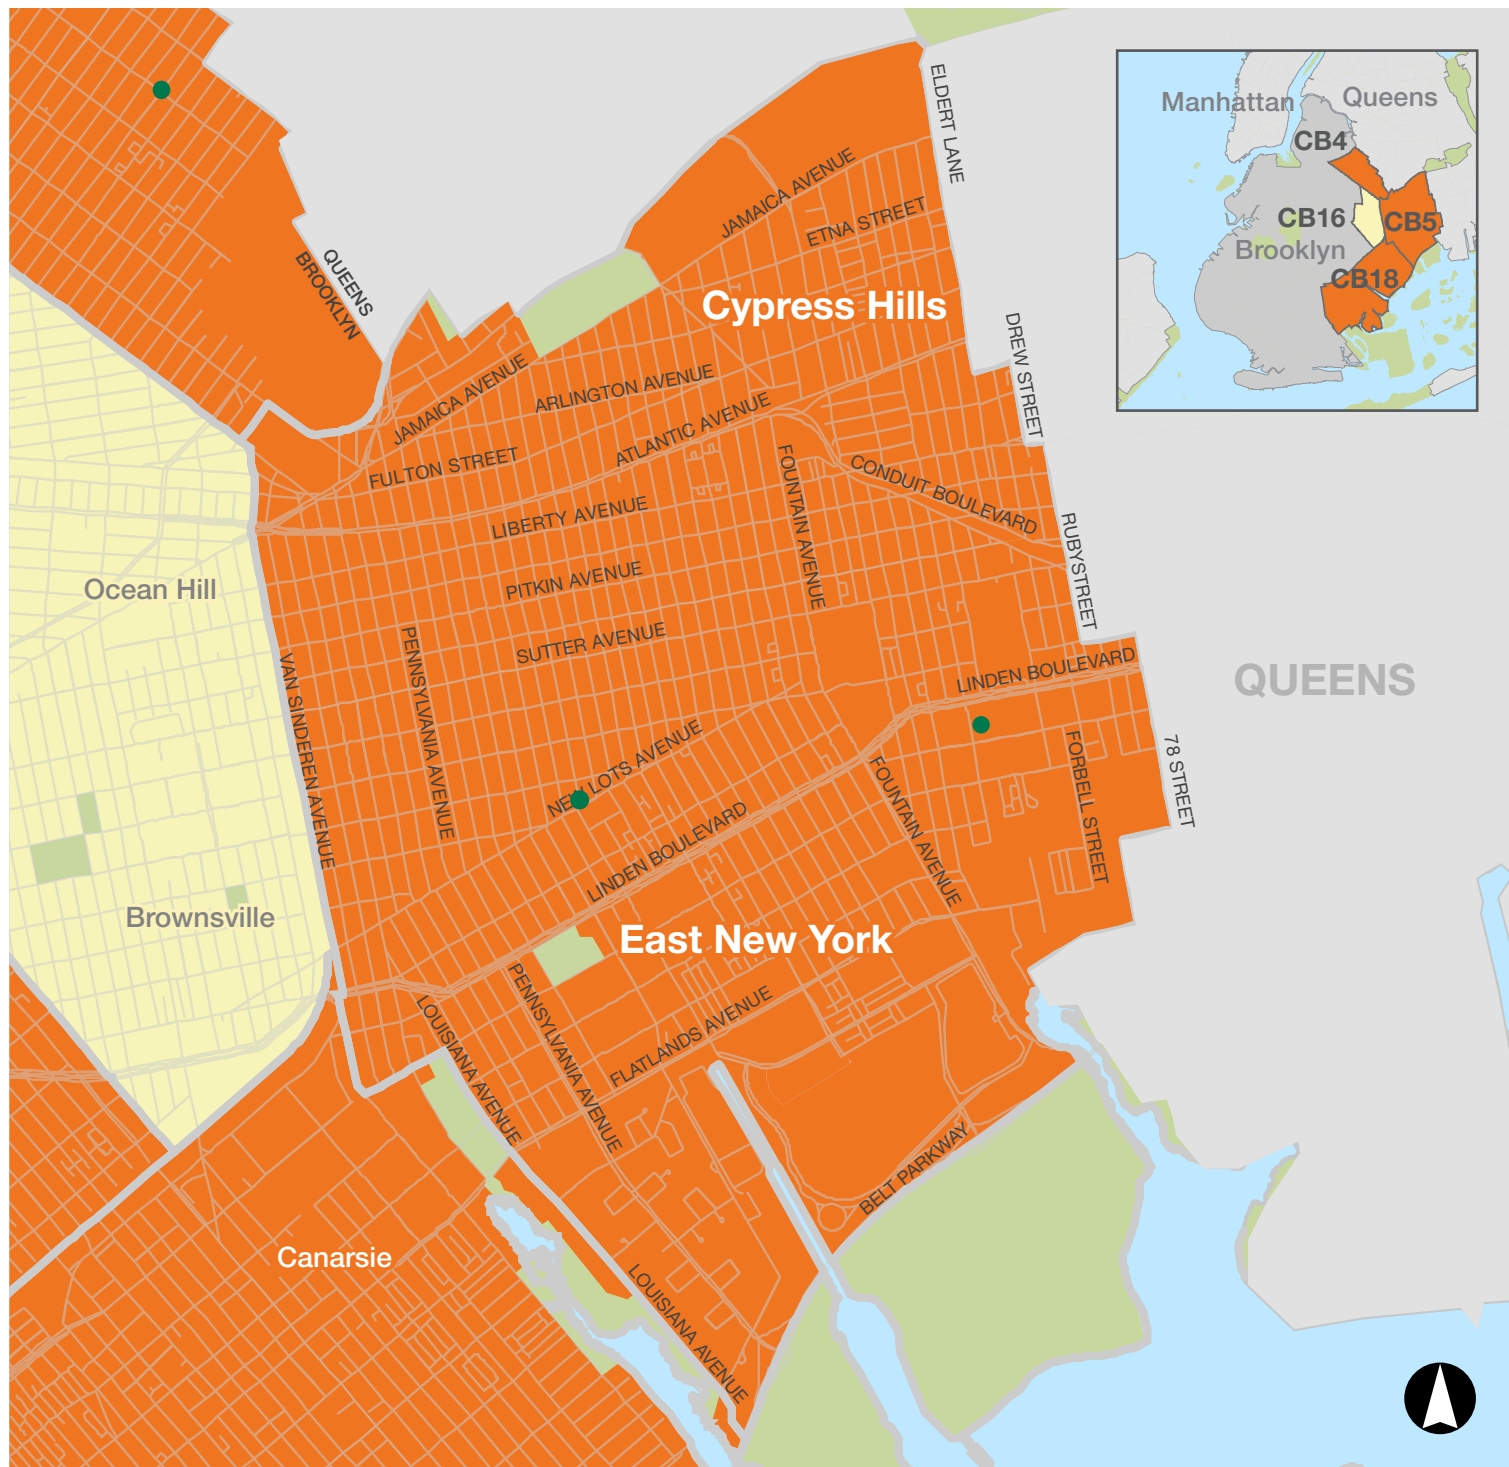 Manhattan
Queens
CB4
CB16
CB5
Brooklyn
CB18
ELDERT LANE
JAMAICA AVENUE
ETNA STREET
QUEENS
BROOKLYN
Cypress Hills
DREW STREET
JAMAICA AVENUE
ARLINGTON AVENUE
ATLANTIC AVENUE
FULTON STREET
FOUNTAIN AVENUE
CONDUIT BOULEVARD
LIBERTY AVENUE
RUBYSTREET
PITKIN AVENUE
Ocean Hill
SUTTER AVENUE
PENNSYLVANIA AVENUE
VAN SINDEREN AVENUE
LINDEN BOULEVARD
QUEENS
NEW LOTS AVENUE
78 STREET
FORBELL STREET
FOUNTAIN AVENUE
LINDEN BOULEVARD
Brownsville
East New York
PENNSYLVANIA AVENUE
LOUISIANA AVENUE
FLATLANDS AVENUE
BELT PARKWAY
Canarsie
LOUISIANA AVENUE